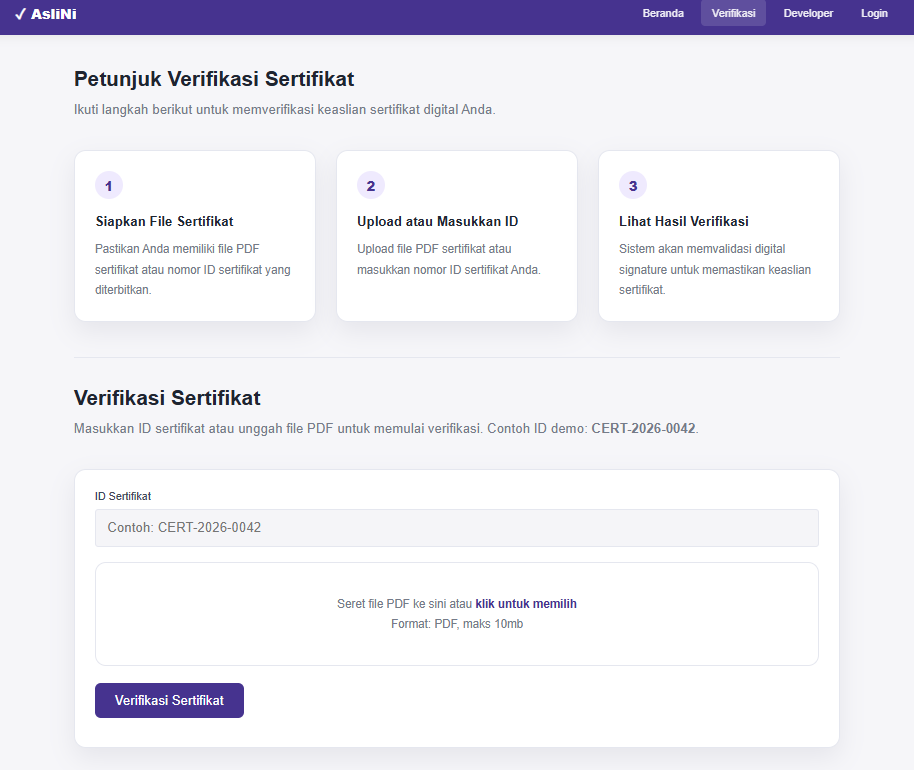 ✓ AsliNi
Beranda Verifikasi Developer Login
Petunjuk Verifikasi Sertifikat
Ikuti langkah berikut untuk memverifikasi keaslian sertifikat digital Anda.
1
Siapkan File Sertifikat
Pastikan Anda memiliki file PDF
sertifikat atau nomor ID sertifikat yang
diterbitkan.
2
Upload atau Masukkan ID
Upload file PDF sertifikat atau
masukkan nomor ID sertifikat Anda.
3
Lihat Hasil Verifikasi
Sistem akan memvalidasi digital
signature untuk memastikan keaslian
sertifikat.
Verifikasi Sertifikat
Masukkan ID sertifikat atau unggah file PDF untuk memulai verifikasi. Contoh ID demo: CERT-2026-0042.
ID Sertifikat
Contoh: CERT-2026-0042
Seret file PDF ke sini atau klik untuk memilih
Format: PDF, maks 10mb
Verifikasi Sertifikat